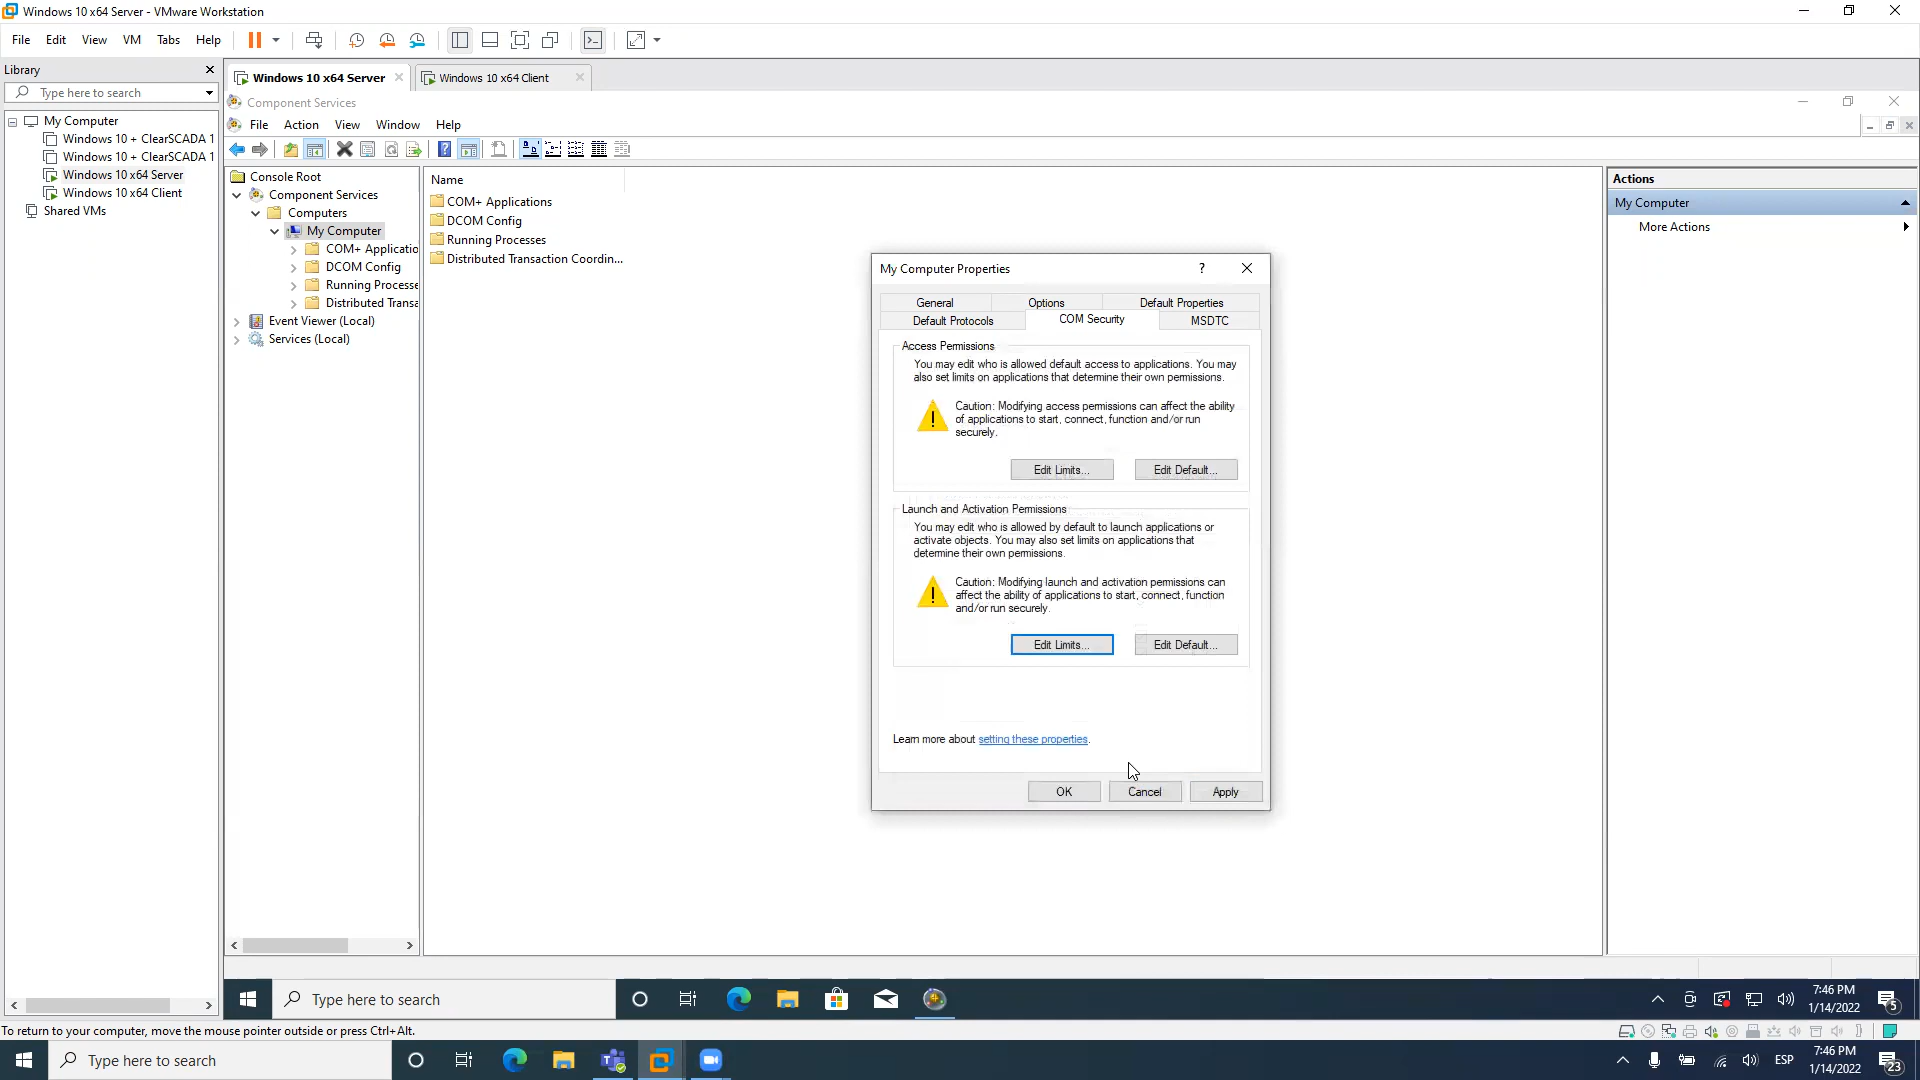 Windows 10 x64 Server - VMware Workstation
File Edit View VM Tabs Help
Library
Type here to search
My Computer
Windows 10 + ClearSCADA 1
Windows 10 + ClearSCADA 1
Windows 10 x64 Server
Windows 10 x64 Client
Shared VMs
Windows 10 x64 Server
Windows 10 x64 Client
Component Services
File Action View Window Help
Console Root
Component Services
Computers
My Computer
COM+ Applicatio
DCOM Config
Running Processe
Distributed Transa
Event Viewer (Local)
Services (Local)
Name
COM+ Applications
DCOM Config
Running Processes
Distributed Transaction Coordin...
My Computer Properties
General Options Default Properties
Default Protocols COM Security MSDTC
Access Permissions
You may edit who is allowed default access to applications. You may
also set limits on applications that determine their own permissions.
Caution: Modifying access permissions can affect the ability
of applications to start, connect, function and/or run
securely.
Edit Limits... Edit Default...
Launch and Activation Permissions
You may edit who is allowed by default to launch applications or
activate objects. You may also set limits on applications that
determine their own permissions.
Caution: Modifying launch and activation permissions can
affect the ability of applications to start, connect, function
and/or run securely.
Edit Limits... Edit Default...
Learn more about setting these properties.
OK Cancel Apply
Actions
My Computer
More Actions
Type here to search
7:46 PM
1/14/2022
5
To return to your computer, move the mouse pointer outside or press Ctrl+Alt.
Type here to search
ESP
7:46 PM
1/14/2022
23